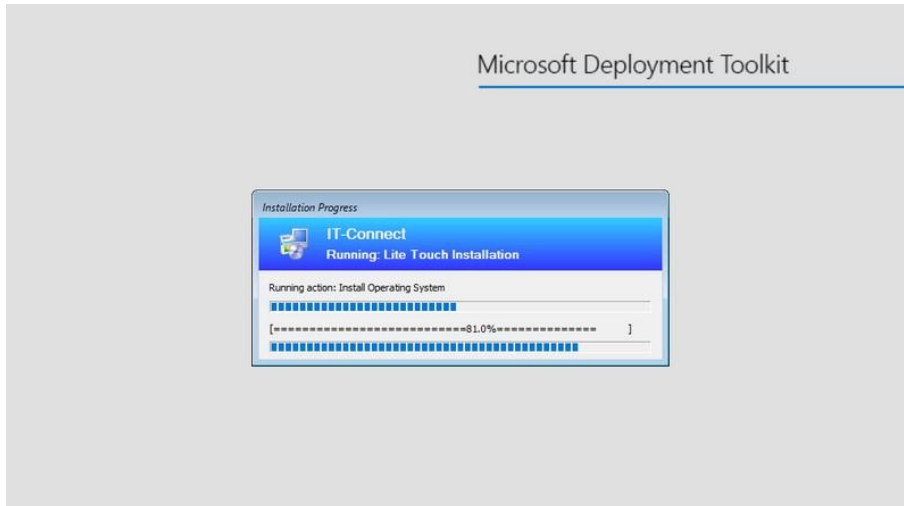 Microsoft Deployment Toolkit
Installation Progress
IT-Connect
Running: Lite Touch Installation
Running action: Install Operating System
[===========================81.0%============== ]